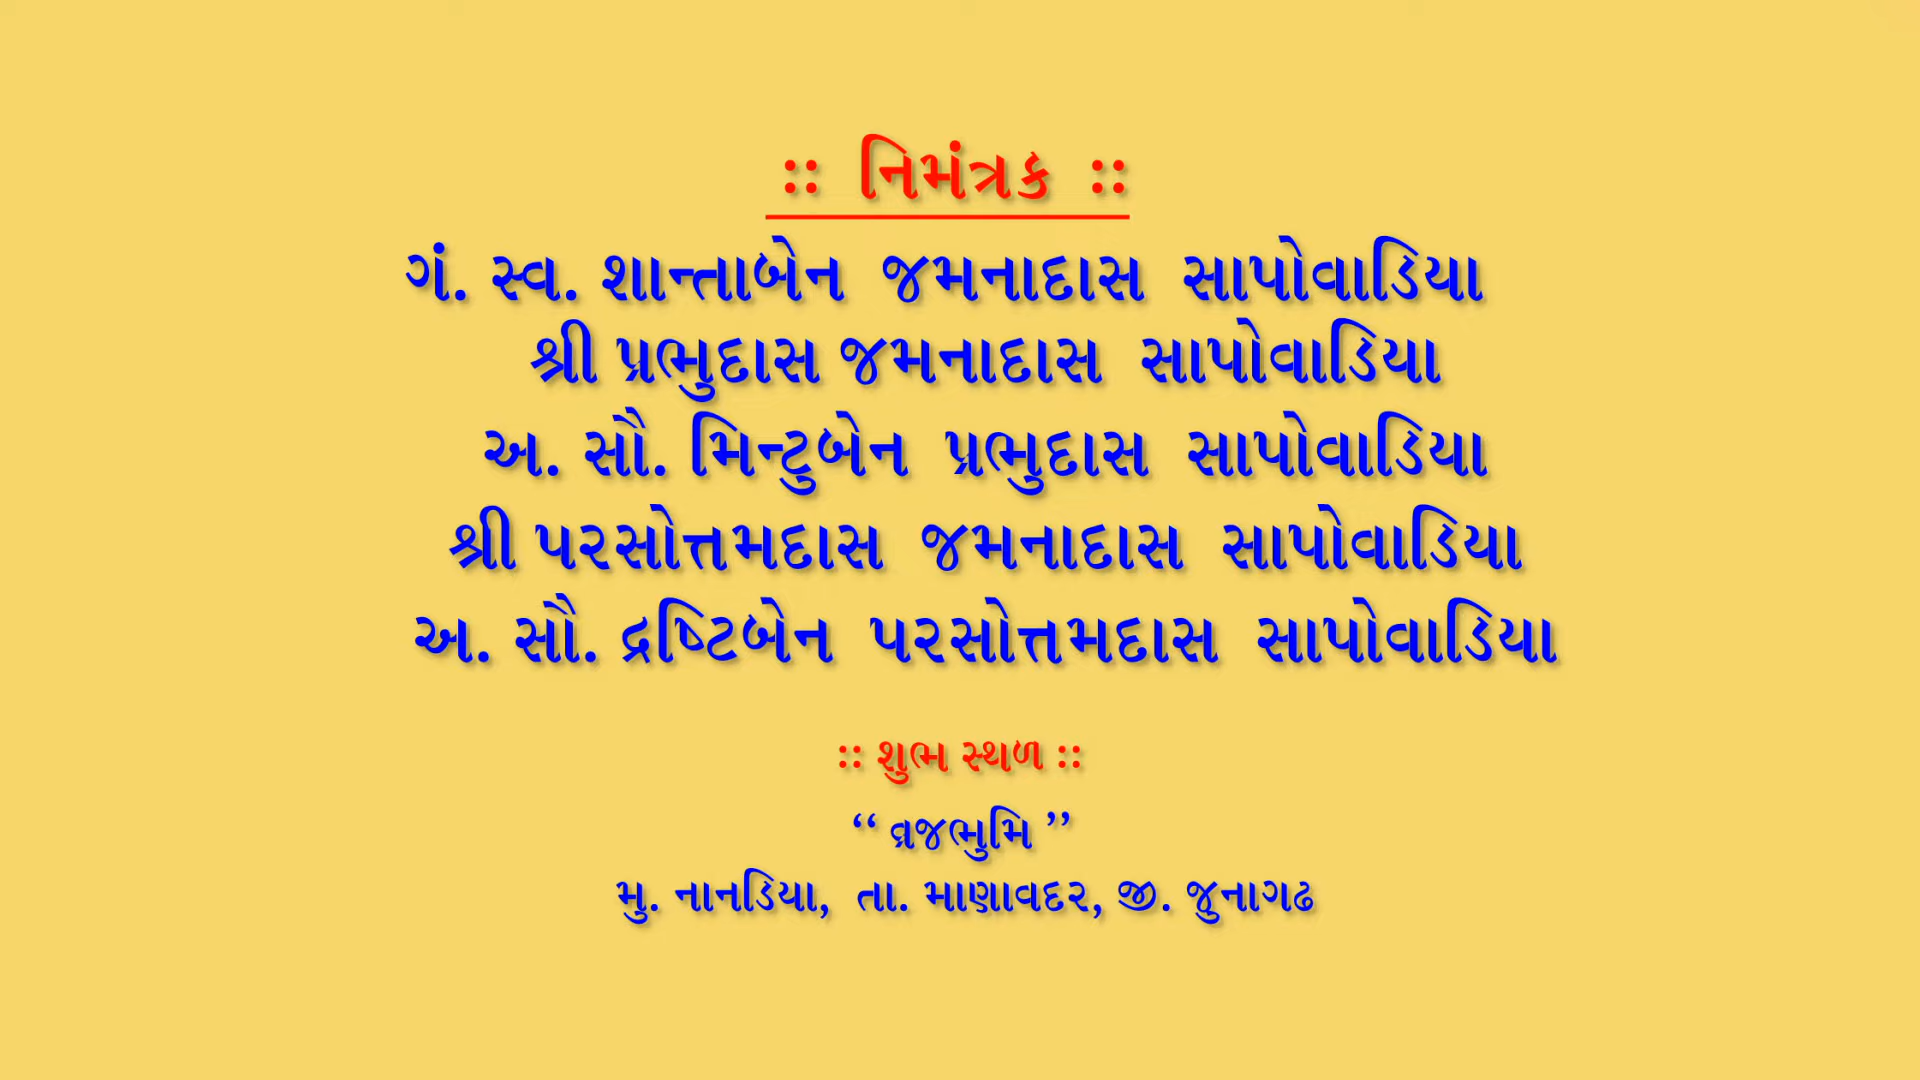 :: નિમંત્રક ::
ગં. સ્વ. શાન્તાબેન જમનાદાસ સાપોવાડિયા
શ્રી પ્રભુદાસ જમનાદાસ સાપોવાડિયા
અ. સૌ. મિન્ટુબેન પ્રભુદાસ સાપોવાડિયા
શ્રી પરસોત્તમદાસ જમનાદાસ સાપોવાડિયા
અ. સૌ. દ્રષ્ટિબેન પરસોત્તમદાસ સાપોવાડિયા
:: શુભ સ્થળ ::
‘‘ વ્રજભુમિ ’’
મુ. નાનડિયા, તા. માણાવદર, જી. જુનાગઢ